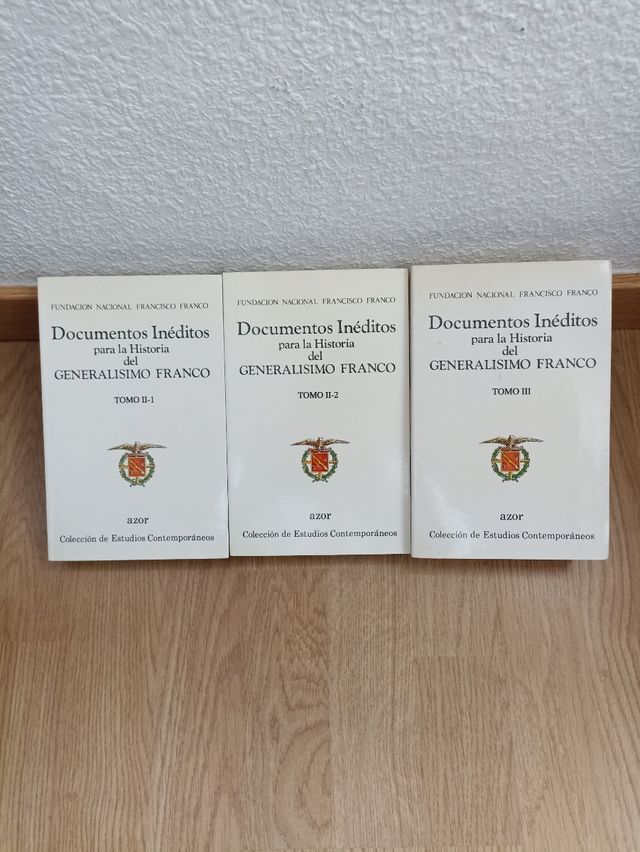 FUNDACION NACIONAL FRANCISCO FRANCO
Documentos Inéditos
para la Historia
del
GENERALISIMO FRANCO
TOMO II-1
azor
Colección de Estudios Contemporáneos
FUNDACION NACIONAL FRANCISCO FRANCO
Documentos Inéditos
para la Historia
del
GENERALISIMO FRANCO
TOMO II-2
azor
Colección de Estudios Contemporáneos
FUNDACION NACIONAL FRANCISCO FRANCO
Documentos Inéditos
para la Historia
del
GENERALISIMO FRANCO
TOMO III
azor
Colección de Estudios Contemporáneos